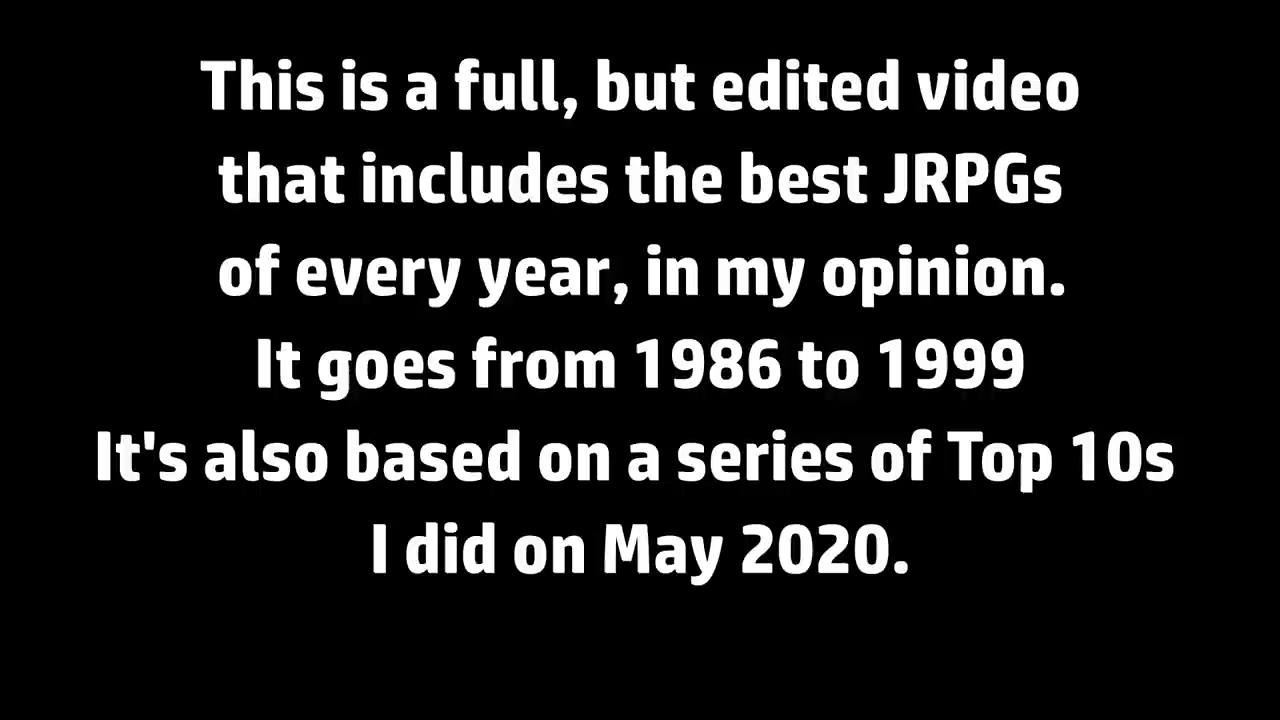 This is a full, but edited video
that includes the best JRPGs
of every year, in my opinion.
It goes from 1986 to 1999
It's also based on a series of Top 10s
I did on May 2020.